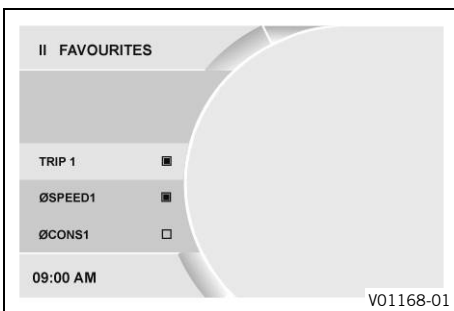 II FAVOURITES
TRIP 1
ØSPEED1
ØCONS1
09:00 AM
V01168-01